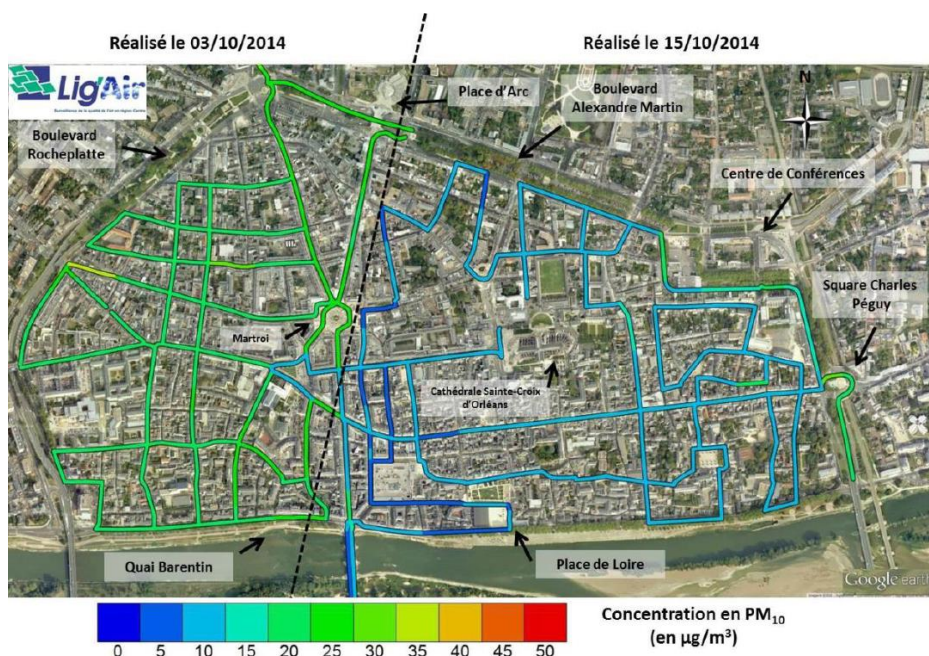 Réalisé le 03/10/2014
Réalisé le 15/10/2014
Lig'Air
Place d'Arc
Boulevard
Alexandre Martin
N
Boulevard
Rocheplatte
Centre de Conférences
Square Charles
Péguy
Martroi
Cathédrale Sainte-Croix
d'Orléans
Quai Barentin
Place de Loire
Google earth
Concentration en PM₁₀
(en µg/m³)
0 5 10 15 20 25 30 35 40 45 50